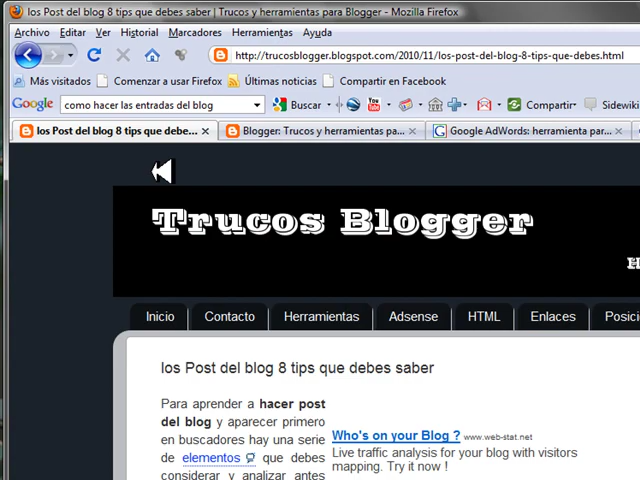 los Post del blog 8 tips que debes saber | Trucos y herramientas para Blogger - Mozilla Firefox
Archivo Editar Ver Historial Marcadores Herramientas Ayuda
http://trucosblogger.blogspot.com/2010/11/los-post-del-blog-8-tips-que-debes.html
Más visitados Comenzar a usar Firefox Últimas noticias Compartir en Facebook
Google como hacer las entradas del blog Buscar Compartir Sidewiki
los Post del blog 8 tips que debe... Blogger: Trucos y herramientas para... Google AdWords: herramienta par...
Trucos Blogger
H
Inicio Contacto Herramientas Adsense HTML Enlaces Posici
los Post del blog 8 tips que debes saber
Para aprender a hacer post
del blog y aparecer primero
en buscadores hay una serie
de elementos que debes
considerar y analizar antes
Who's on your Blog ? www.web-stat.net
Live traffic analysis for your blog with visitors
mapping. Try it now !